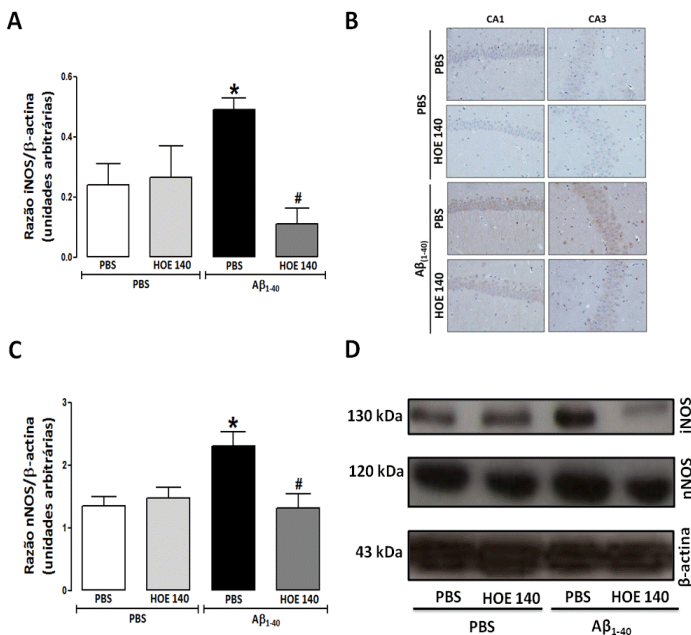 A
Razão iNOS/β-actina
(unidades arbitrárias)
0.6
0.4
0.2
0.0
*
#
PBS
HOE 140
PBS
HOE 140
PBS
Aβ1-40
B
CA1
CA3
PBS
HOE 140
PBS
HOE 140
PBS
Aβ(1-40)
C
Razão nNOS/β-actina
(unidades arbitrárias)
3
2
1
0
*
#
PBS
HOE 140
PBS
HOE 140
PBS
Aβ1-40
D
130 kDa
iNOS
120 kDa
nNOS
43 kDa
β-actina
PBS
HOE 140
PBS
HOE 140
PBS
Aβ1-40